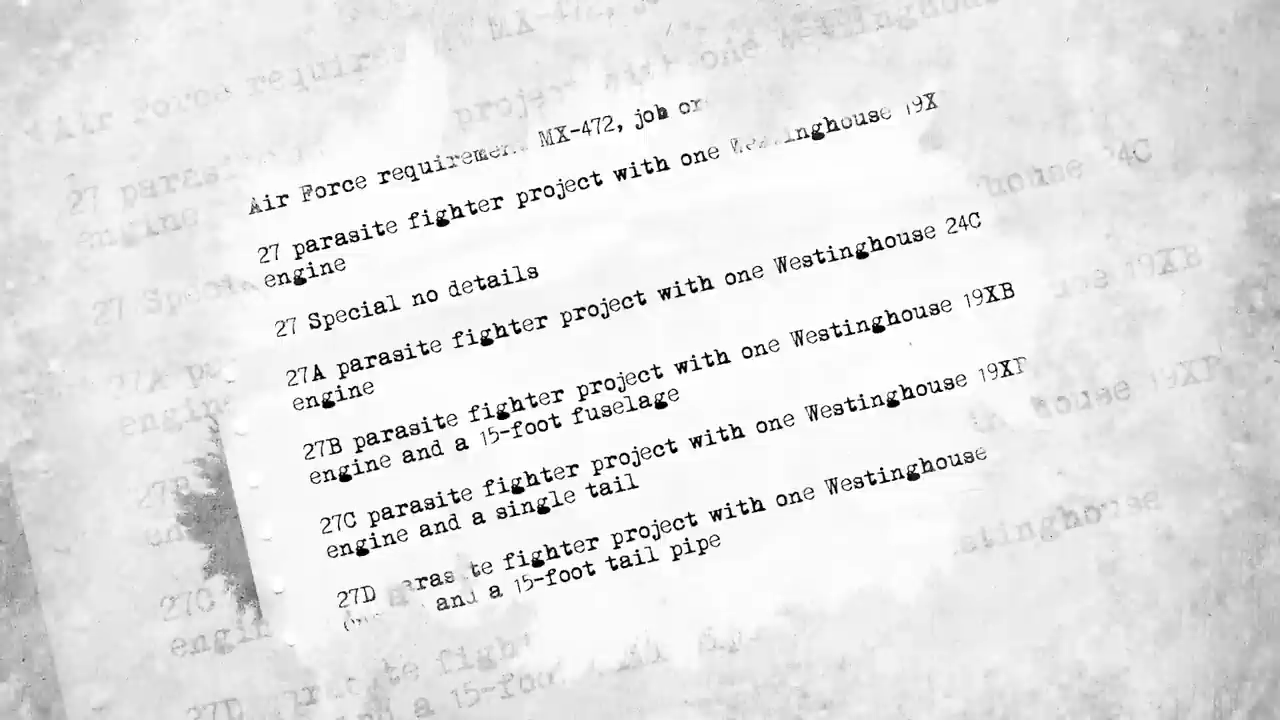 Air Force requirement MX-472, job or
27 parasite fighter project with one Westinghouse 19X
engine
27 Special no details
27A parasite fighter project with one Westinghouse 24C
engine
27B parasite fighter project with one Westinghouse 19XB
engine and a 15-foot fuselage
27C parasite fighter project with one Westinghouse 19XB
engine and a single tail
27D parasite fighter project with one Westinghouse
and a 15-foot tail pipe